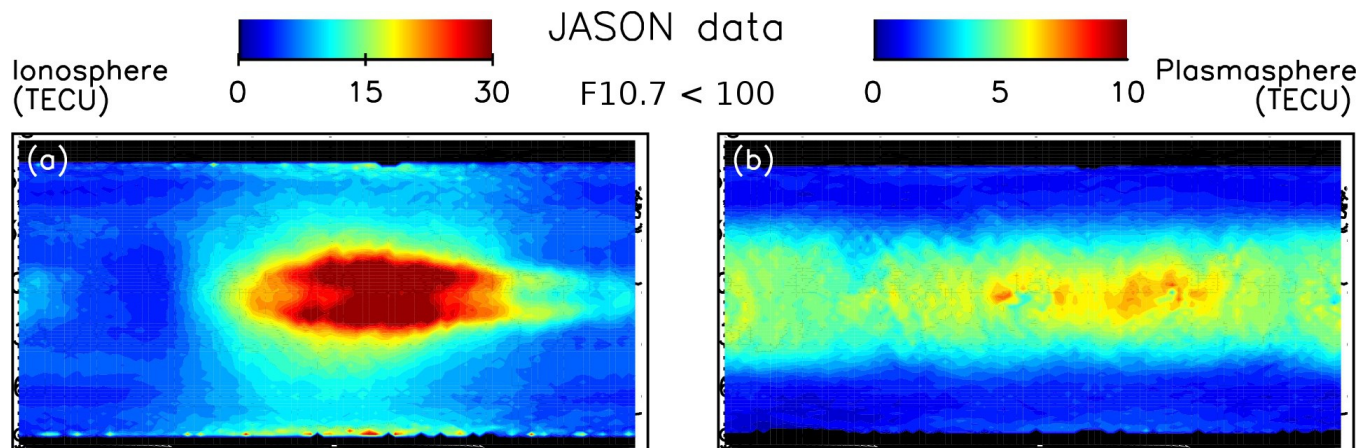 JASON data
Ionosphere
(TECU)
0 15 30
F10.7 < 100
0 5 10
Plasmasphere
(TECU)
(a)
(b)